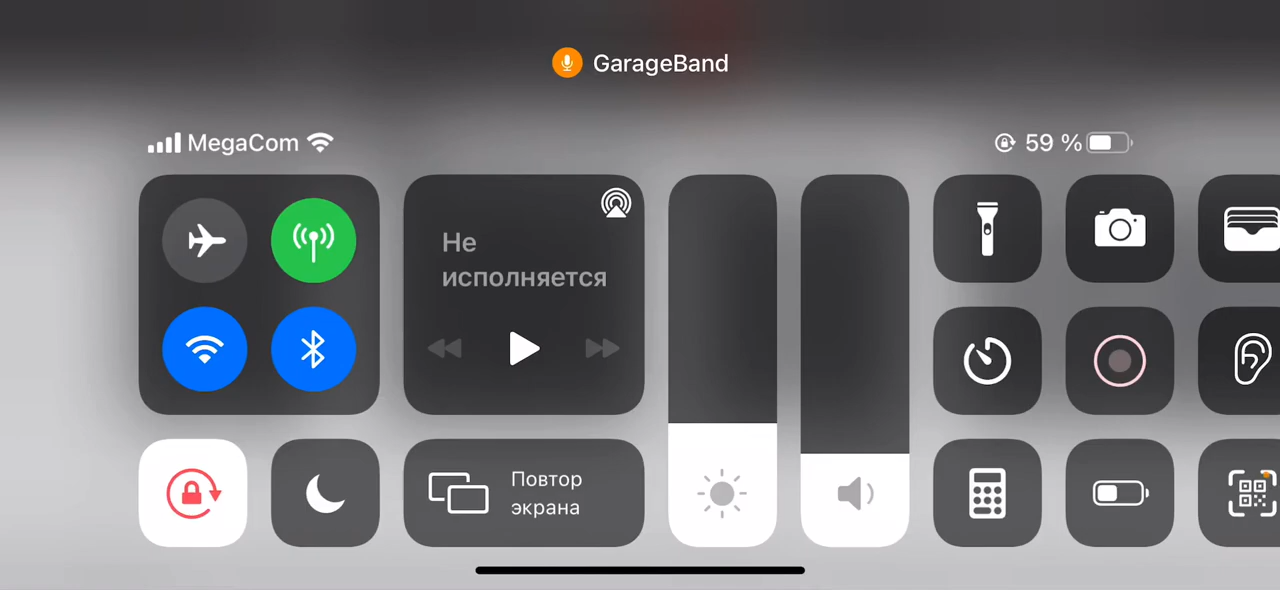 GarageBand
MegaCom
59 %
Не
исполняется
Повтор
экрана